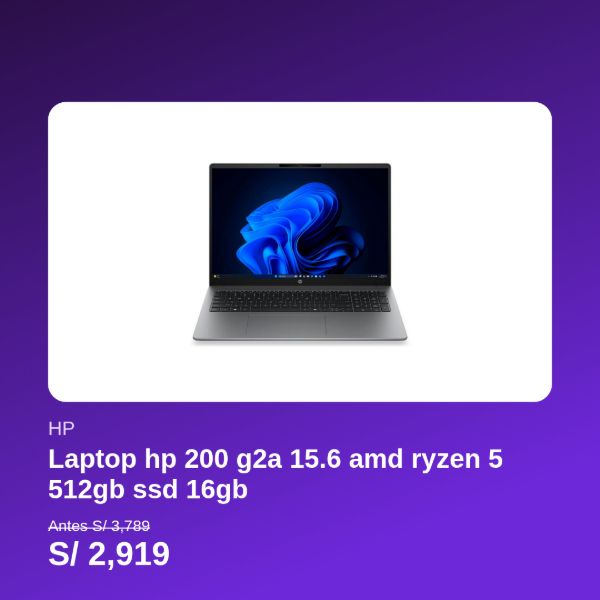 HP
Laptop hp 200 g2a 15.6 amd ryzen 5
512gb ssd 16gb
Antes S/ 3,789
S/ 2,919